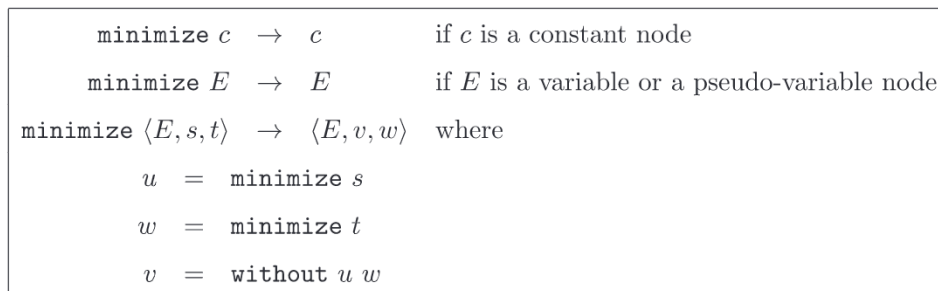 minimize c → c if c is a constant node
minimize E → E if E is a variable or a pseudo-variable node
minimize ⟨E, s, t⟩ → ⟨E, v, w⟩ where
u = minimize s
w = minimize t
v = without u w